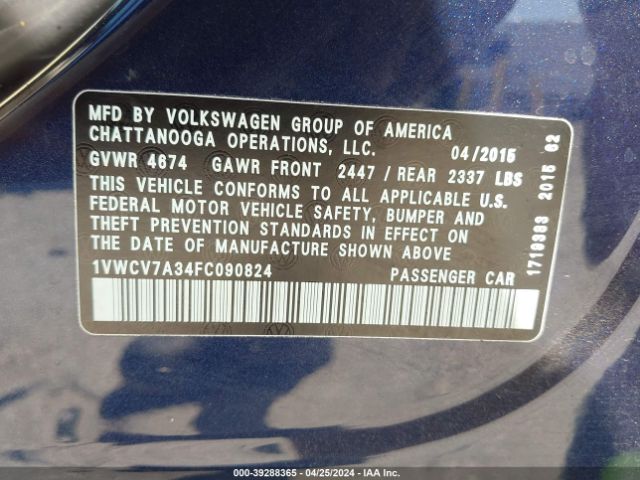 MFD BY VOLKSWAGEN GROUP OF AMERICA
CHATTANOOGA OPERATIONS, LLC. 04/2015
GVWR 4674 GAWR FRONT 2447 / REAR 2337 LBS
THIS VEHICLE CONFORMS TO ALL APPLICABLE U.S.
FEDERAL MOTOR VEHICLE SAFETY, BUMPER AND
THEFT PREVENTION STANDARDS IN EFFECT ON
THE DATE OF MANUFACTURE SHOWN ABOVE
1VWCV7A34FC090824 PASSENGER CAR
1719383 2015 02
000-39288365 - 04/25/2024 - IAA Inc.